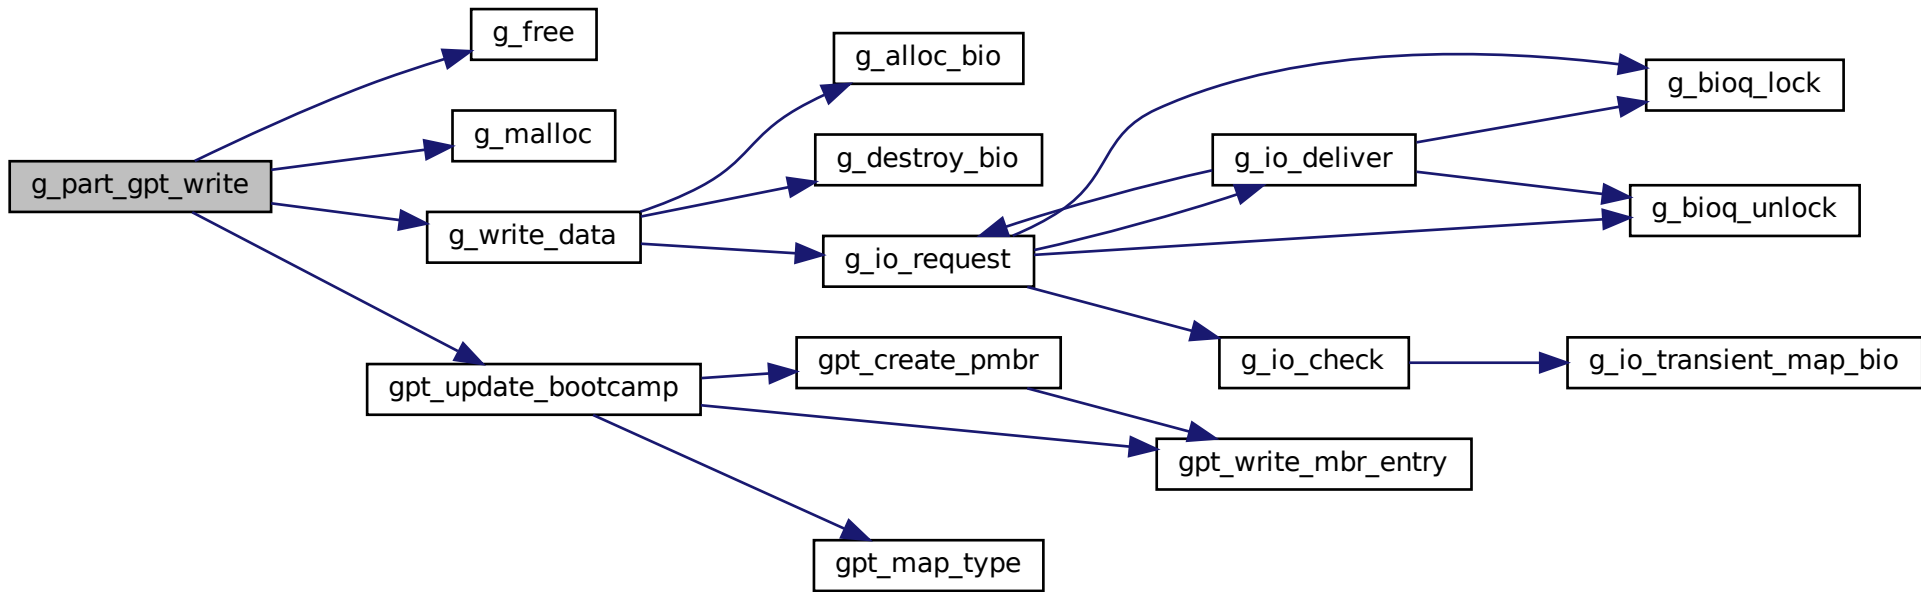 g_part_gpt_write
g_free
g_malloc
g_write_data
gpt_update_bootcamp
g_alloc_bio
g_destroy_bio
g_io_request
gpt_create_pmbr
gpt_map_type
g_io_deliver
g_io_check
gpt_write_mbr_entry
g_bioq_lock
g_bioq_unlock
g_io_transient_map_bio